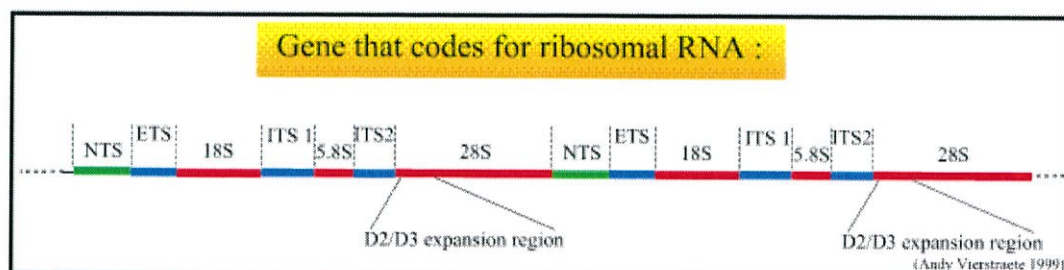 Gene that codes for ribosomal RNA :
ETS ITS 1 ITS2 ETS ITS 1 ITS2
NTS 18S 5.8S 28S NTS 18S 5.8S 28S
D2/D3 expansion region D2/D3 expansion region
(Andy Vierstraete 1999)